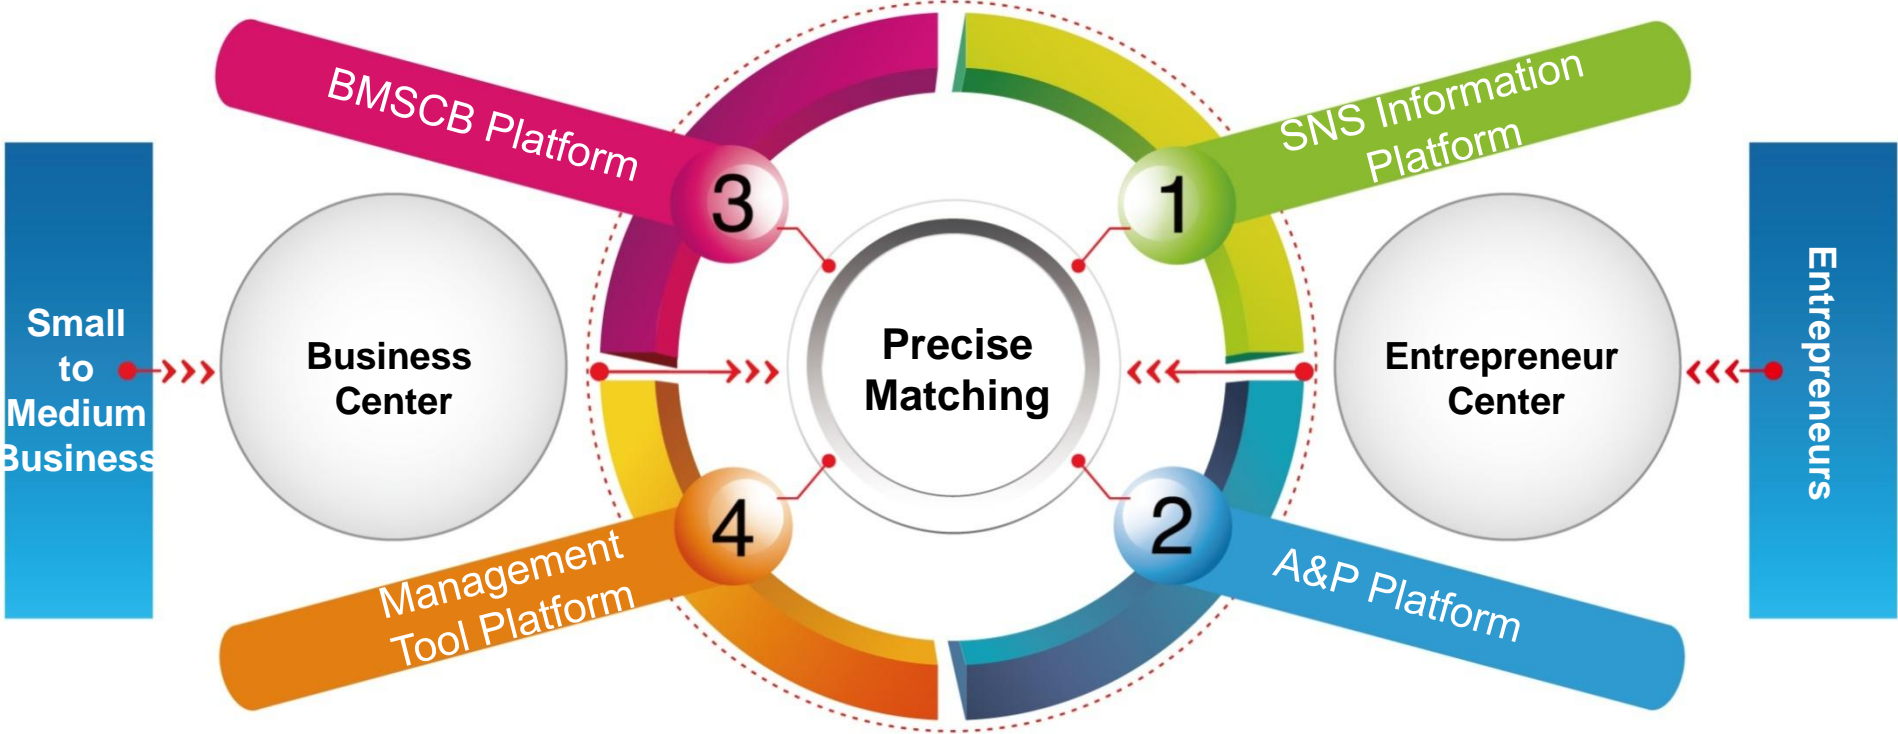 BMSCB Platform
3
SNS Information
Platform
1
Small
to
Medium
Business
Business
Center
Precise
Matching
Entrepreneur
Center
Entrepreneurs
Management
Tool Platform
4
A&P Platform
2